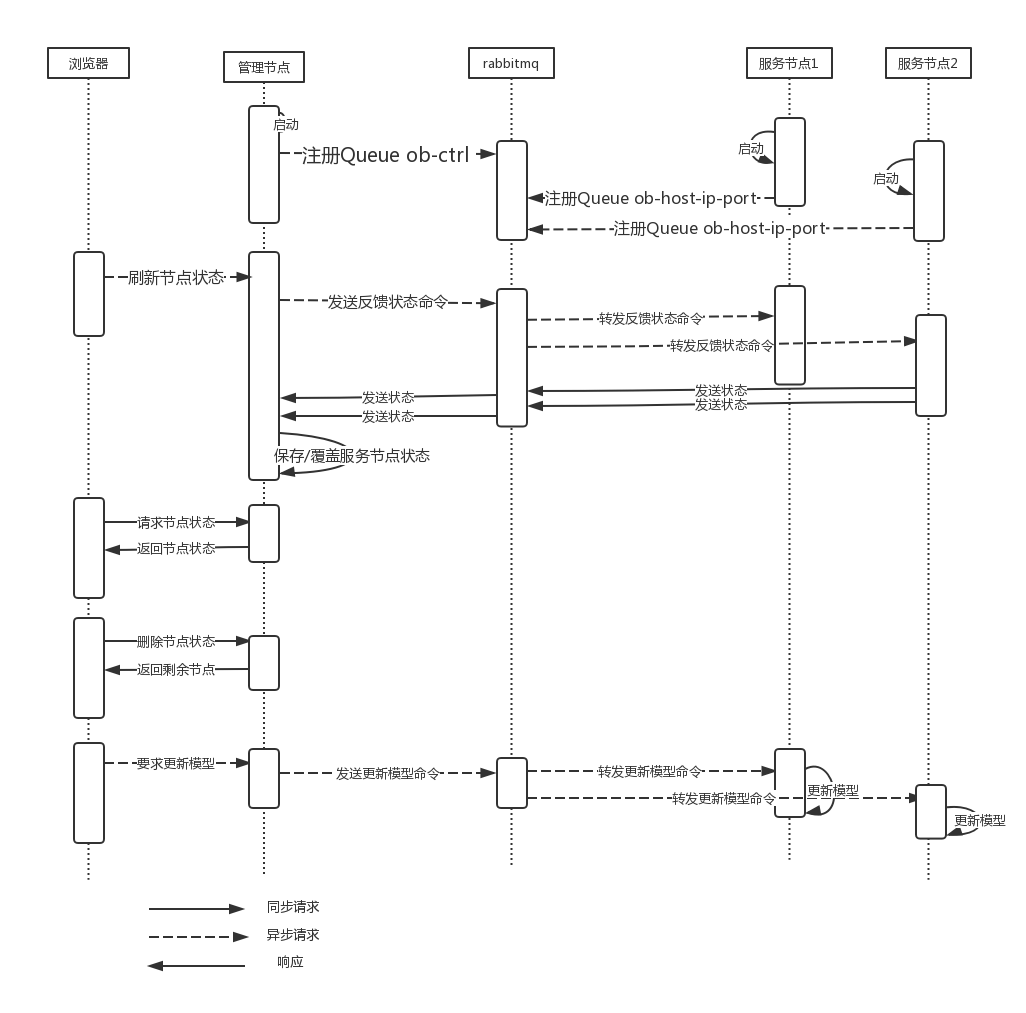 浏览器
管理节点
rabbitmq
服务节点1
服务节点2
启动
注册Queue ob-ctrl
启动
启动
注册Queue ob-host-ip-port
注册Queue ob-host-ip-port
刷新节点状态
发送反馈状态命令
转发反馈状态命令
转发反馈状态命令
发送状态
发送状态
发送状态
发送状态
保存/覆盖服务节点状态
请求节点状态
返回节点状态
删除节点状态
返回剩余节点
要求更新模型
发送更新模型命令
转发更新模型命令
更新模型
转发更新模型命令
更新模型
同步请求
异步请求
响应